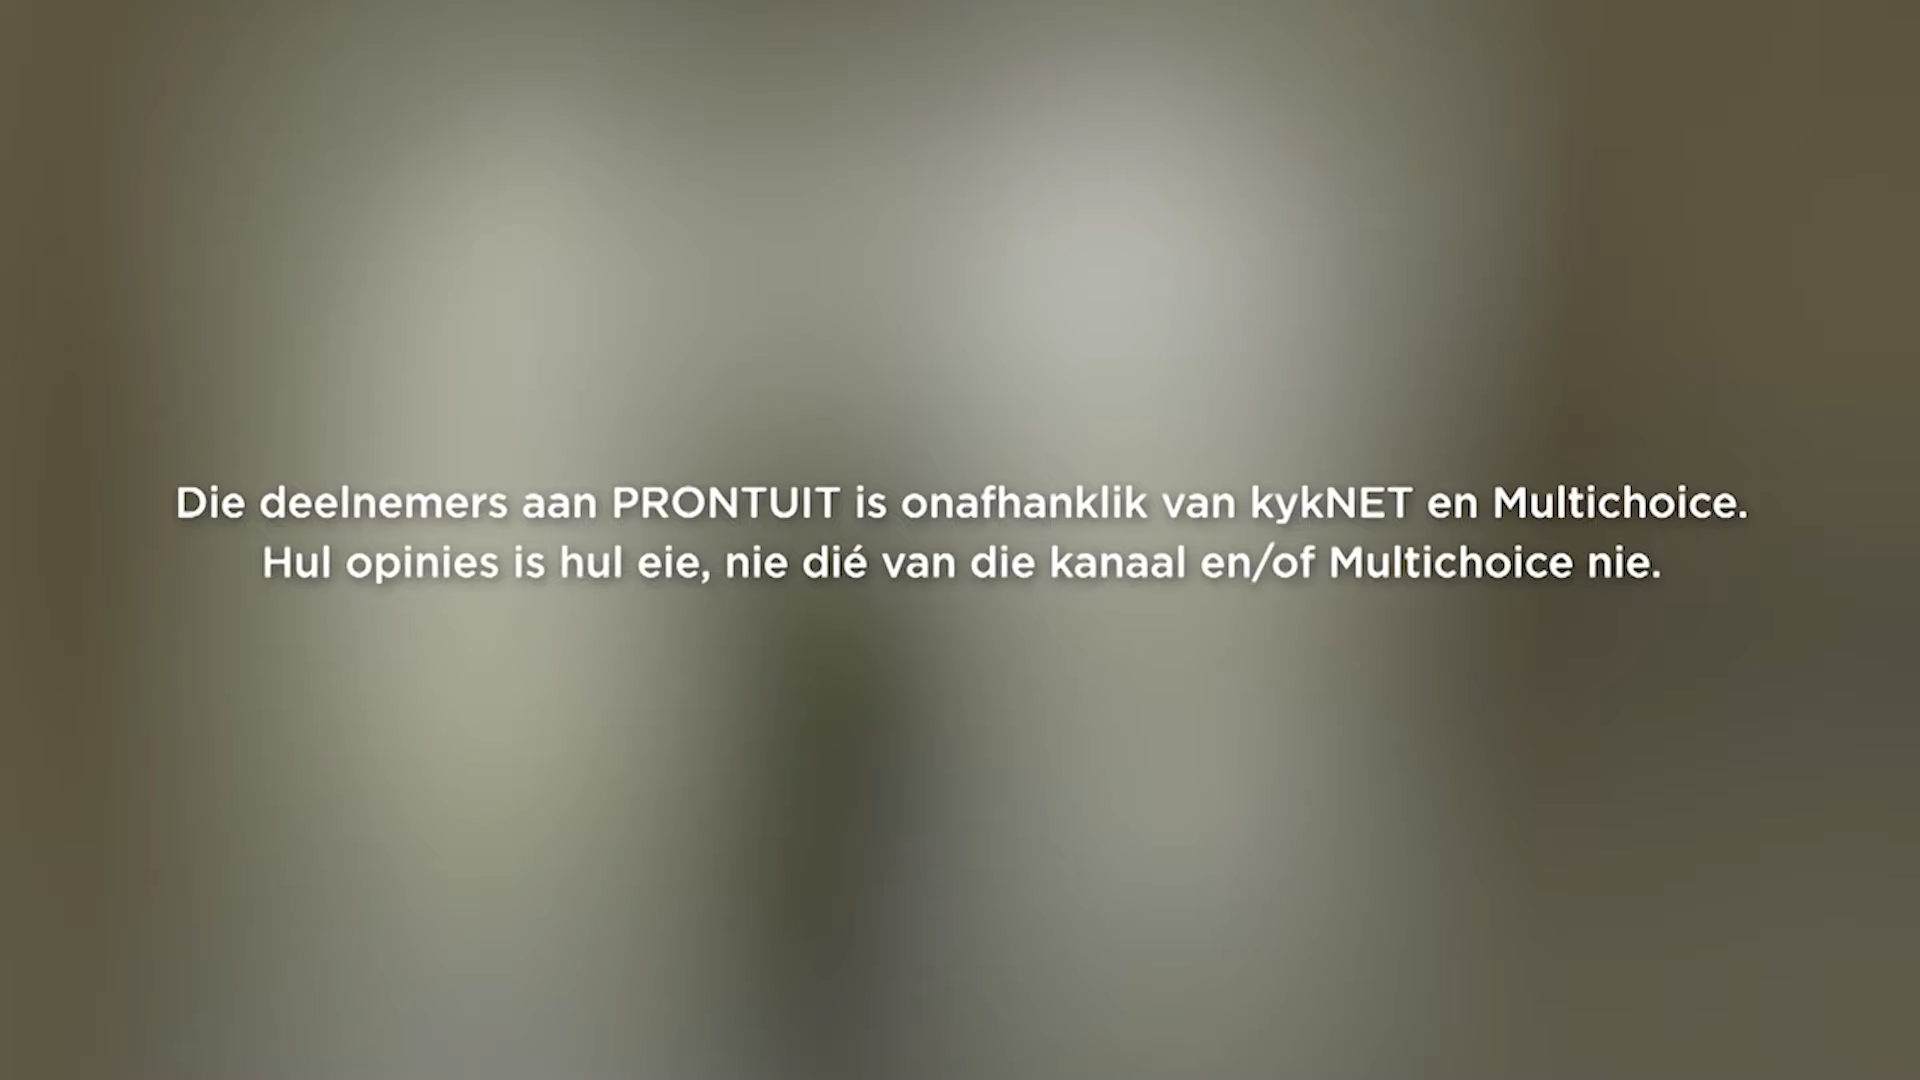 Die deelnemers aan PRONTUIT is onafhanklik van kykNET en Multichoice.
Hul opinies is hul eie, nie dié van die kanaal en/of Multichoice nie.